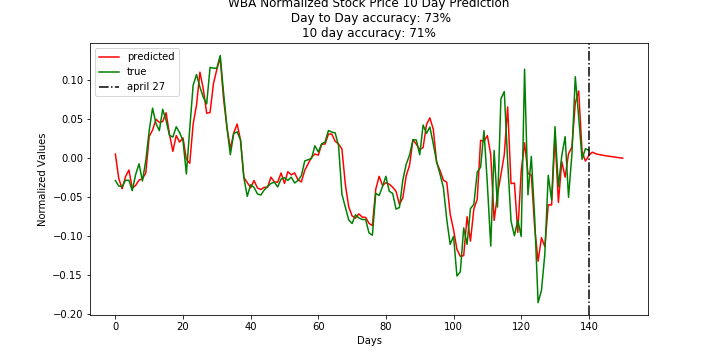 WBA Normalized Stock Price 10 Day Prediction
Day to Day accuracy: 73%
10 day accuracy: 71%
predicted
true
april 27
Normalized Values
0.10
0.05
0.00
−0.05
−0.10
−0.15
−0.20
0 20 40 60 80 100 120 140
Days